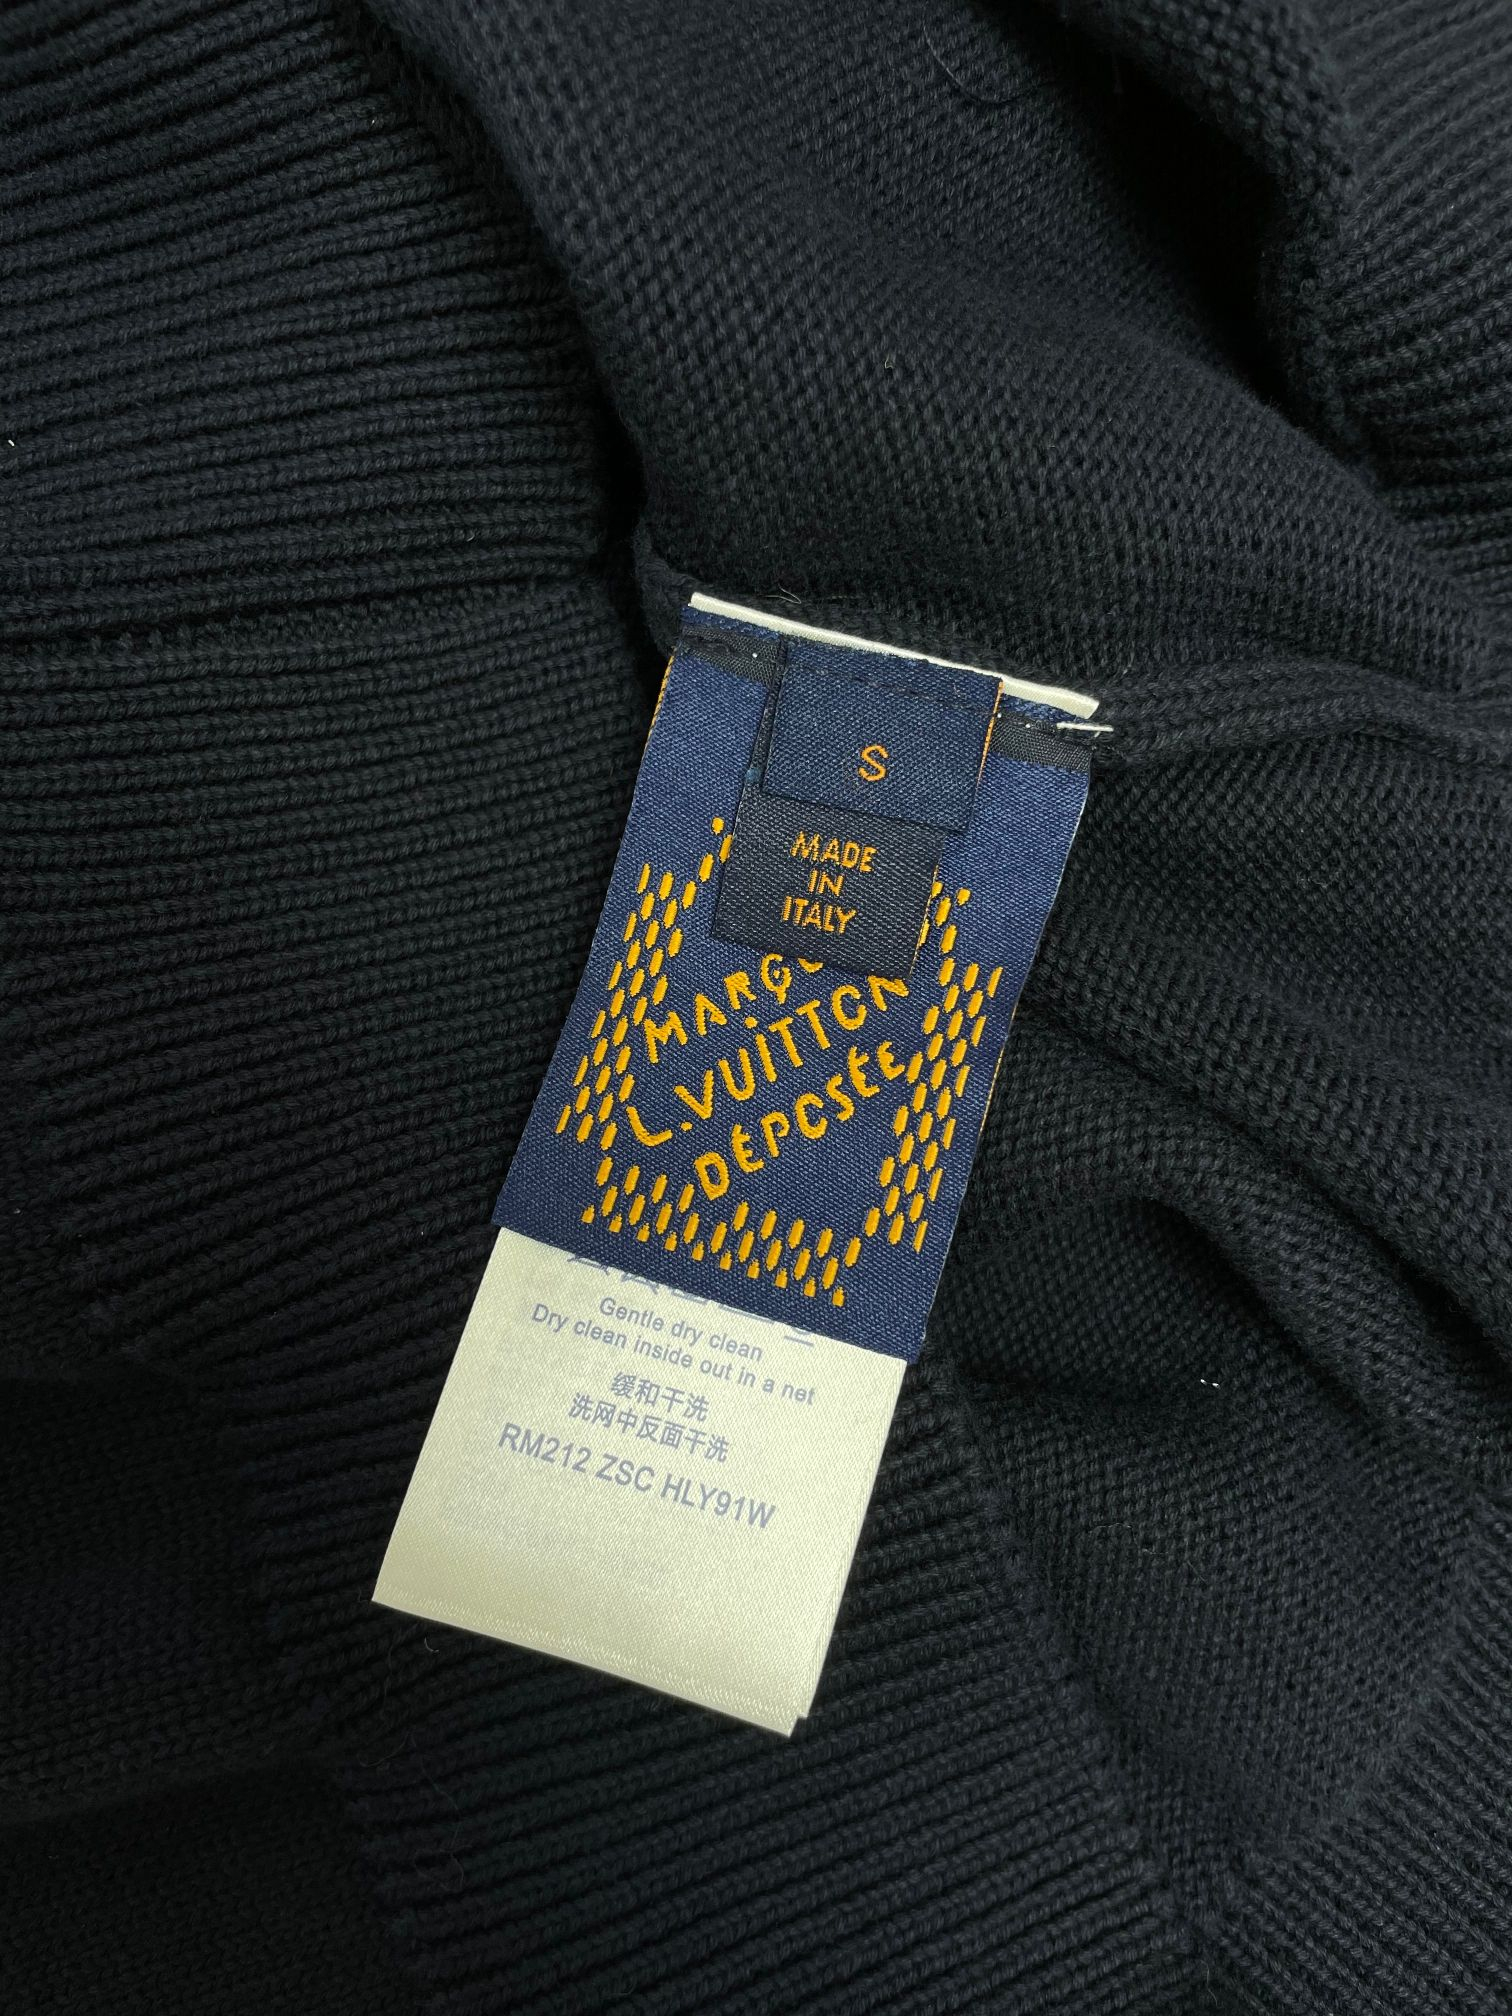 S
MADE
IN
ITALY
L.VUITTON
DÉPOSÉE
Gentle dry clean
Dry clean inside out in a net
缓和干洗
洗网中反面干洗
RM212 ZSC HLY91W